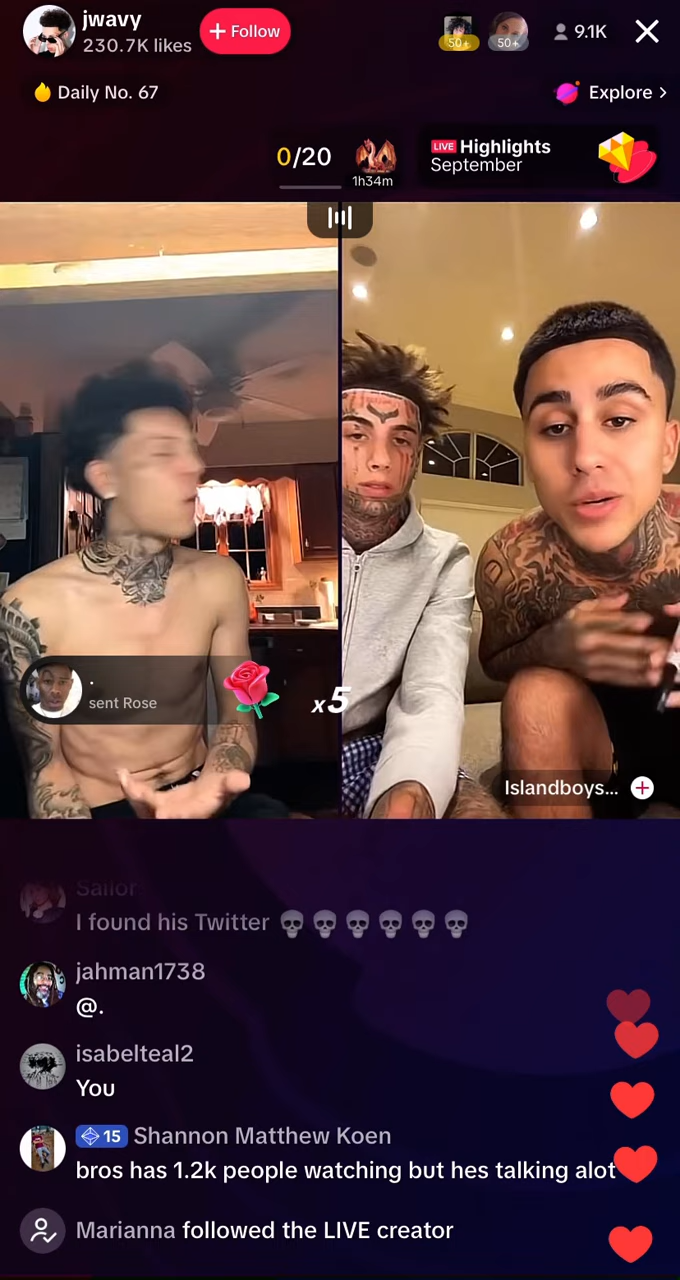 jwavy
230.7K likes
+ Follow
50+
50+
9.1K
Daily No. 67
Explore >
0/20
1h34m
LIVE Highlights
September
.
sent Rose
x5
Islandboys...
Sailor
I found his Twitter 💀💀💀💀💀💀
jahman1738
@.
isabelteal2
You
15 Shannon Matthew Koen
bros has 1.2k people watching but hes talking alot
Marianna followed the LIVE creator